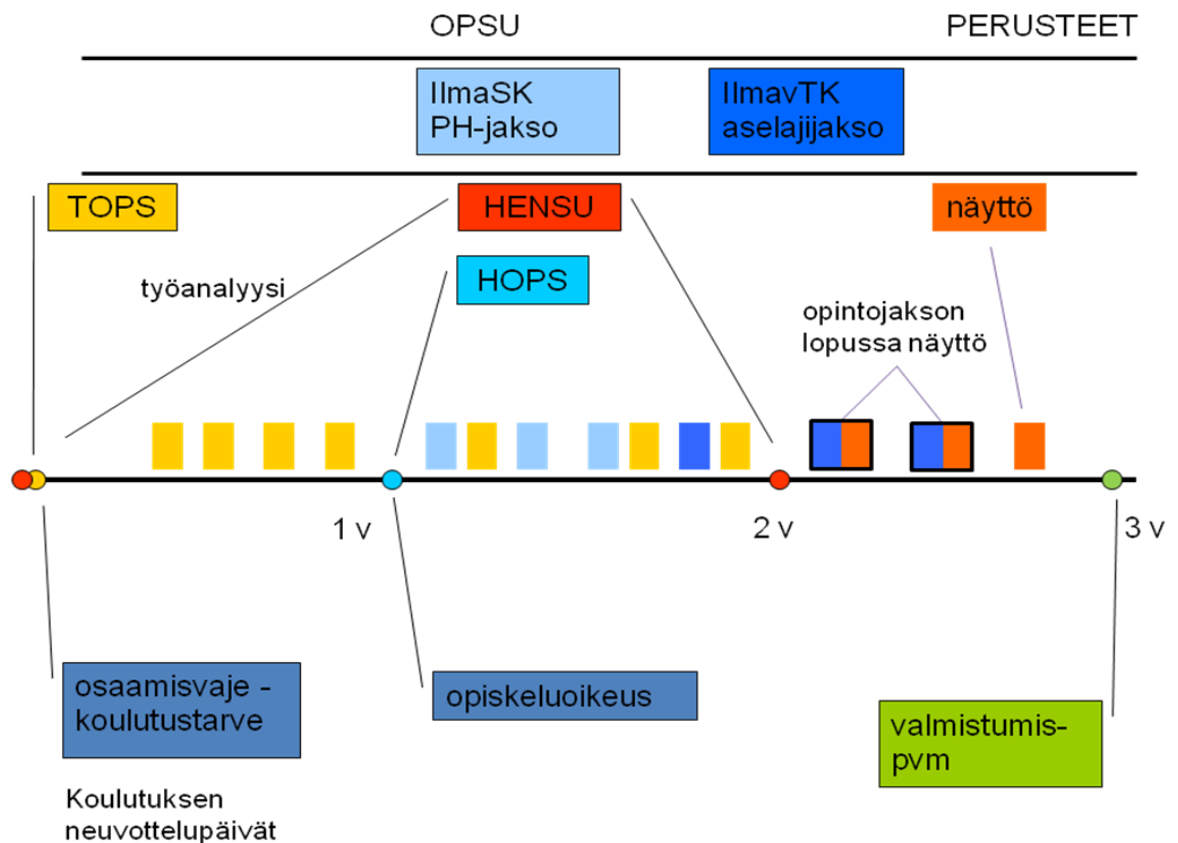 OPSU
PERUSTEET
IlmaSK
PH-jakso
IlmavTK
aselajijakso
TOPS
HENSU
näyttö
työanalyysi
HOPS
opintojakson
lopussa näyttö
1 v
2 v
3 v
osaamisvaje -
koulutustarve
opiskeluoikeus
valmistumis-
pvm
Koulutuksen
neuvottelupäivät